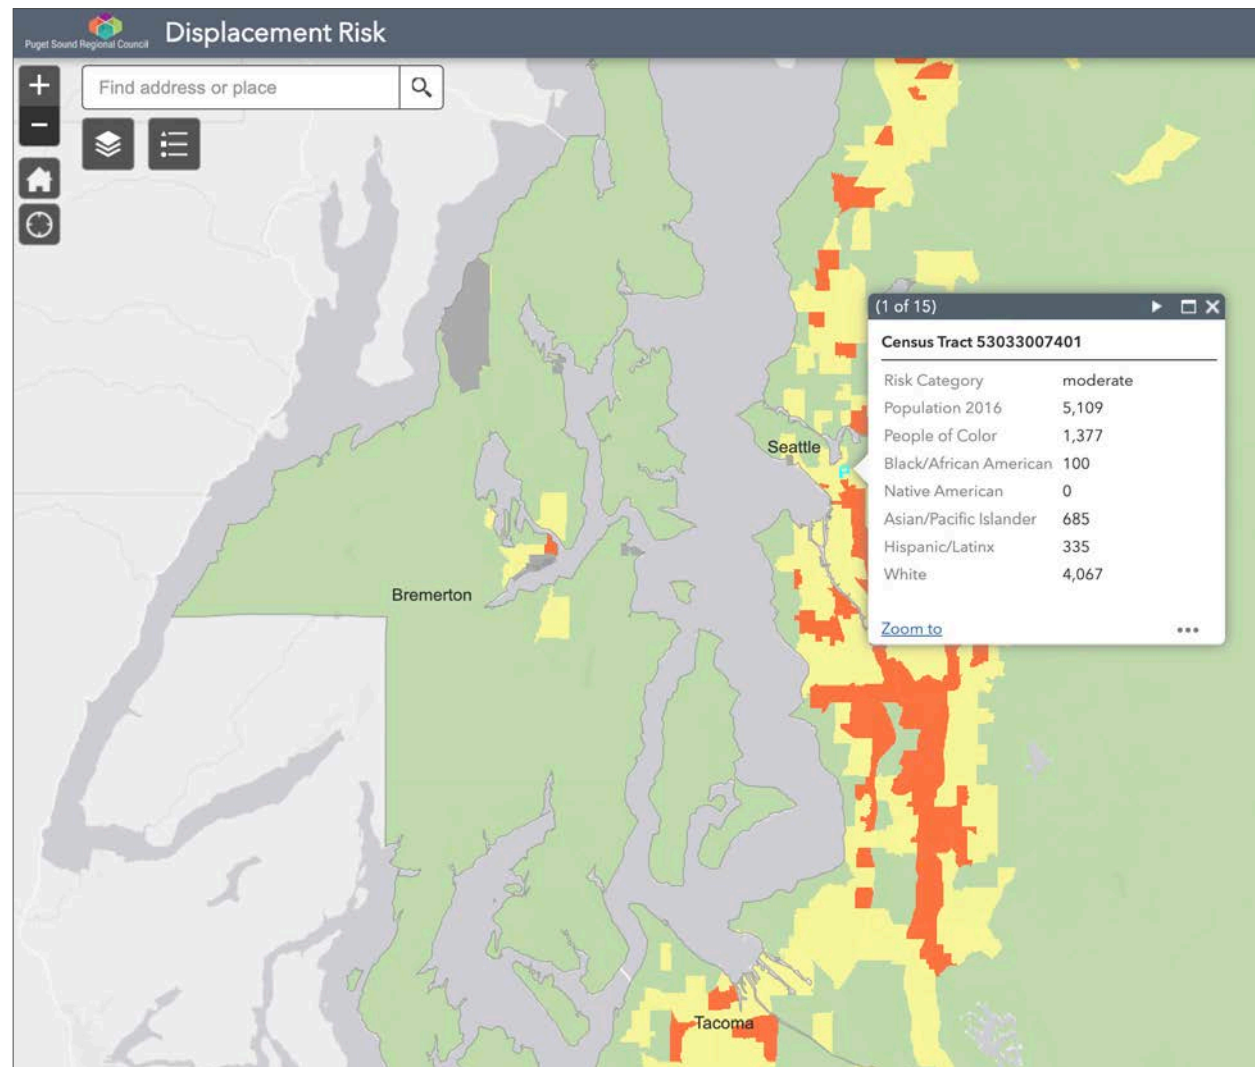 Puget Sound Regional Council
Displacement Risk
Find address or place
(1 of 15)
Census Tract 53033007401
Risk Category moderate
Population 2016 5,109
People of Color 1,377
Black/African American 100
Native American 0
Asian/Pacific Islander 685
Hispanic/Latinx 335
White 4,067
Zoom to
Seattle
Bremerton
Tacoma